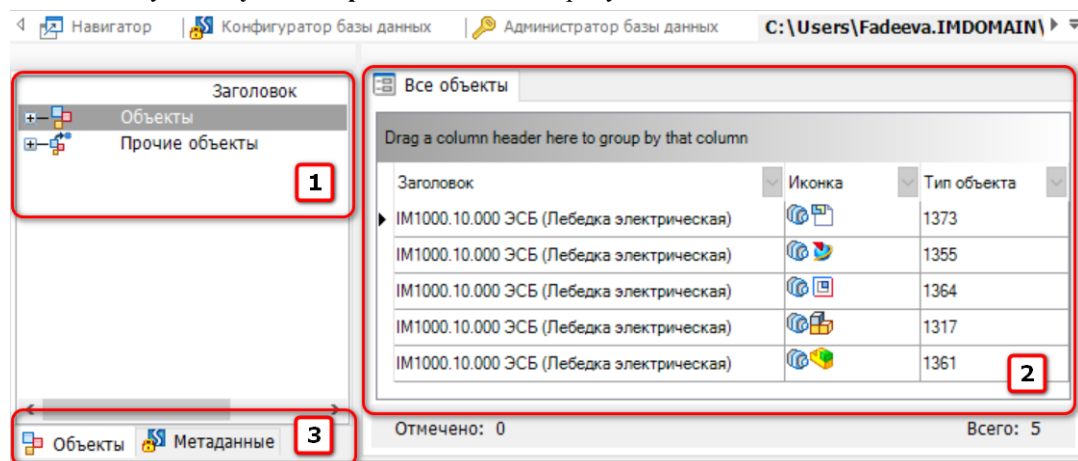 Навигатор Конфигуратор базы данных Администратор базы данных C:\Users\Fadeeva.IMDOMAIN\
Заголовок
Объекты
Прочие объекты
1
Все объекты
Drag a column header here to group by that column
Заголовок Иконка Тип объекта
IM1000.10.000 ЭСБ (Лебедка электрическая) 1373
IM1000.10.000 ЭСБ (Лебедка электрическая) 1355
IM1000.10.000 ЭСБ (Лебедка электрическая) 1364
IM1000.10.000 ЭСБ (Лебедка электрическая) 1317
IM1000.10.000 ЭСБ (Лебедка электрическая) 1361
2
Объекты Метаданные 3
Отмечено: 0 Всего: 5